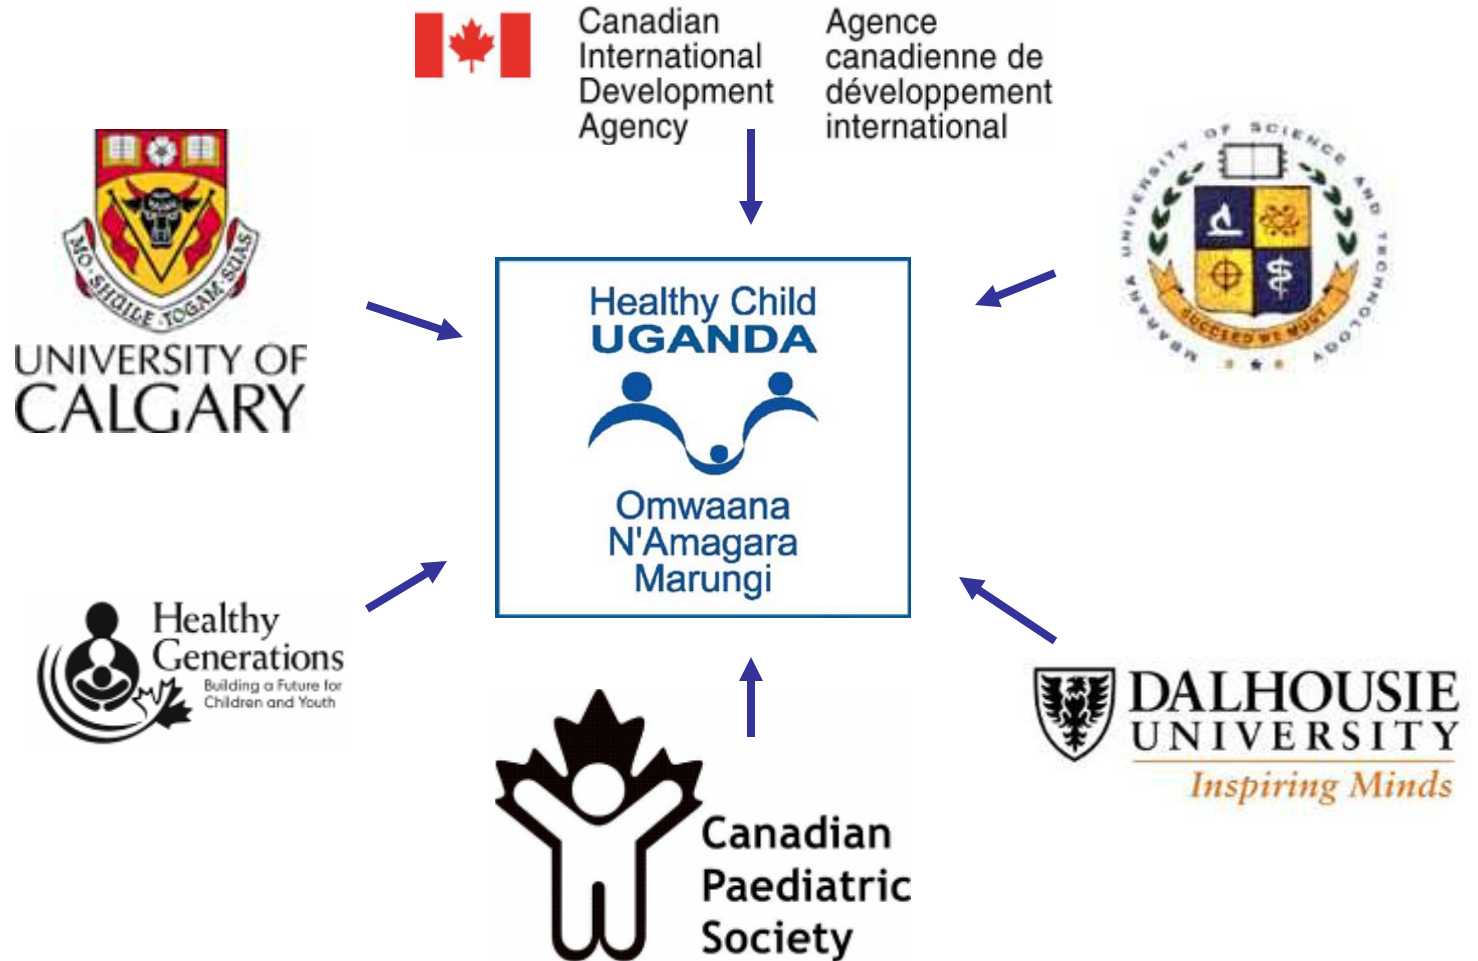 Canadian
International
Development
Agency
Agence
canadienne de
développement
international
MO·SHUILE·TOGAM·SUAS
UNIVERSITY OF
CALGARY
MBARARA UNIVERSITY OF SCIENCE AND TECHNOLOGY
SUCCEED WE MUST
Healthy Child
UGANDA
Omwaana
N'Amagara
Marungi
Healthy
Generations
Building a Future for
Children and Youth
DALHOUSIE
UNIVERSITY
Inspiring Minds
Canadian
Paediatric
Society